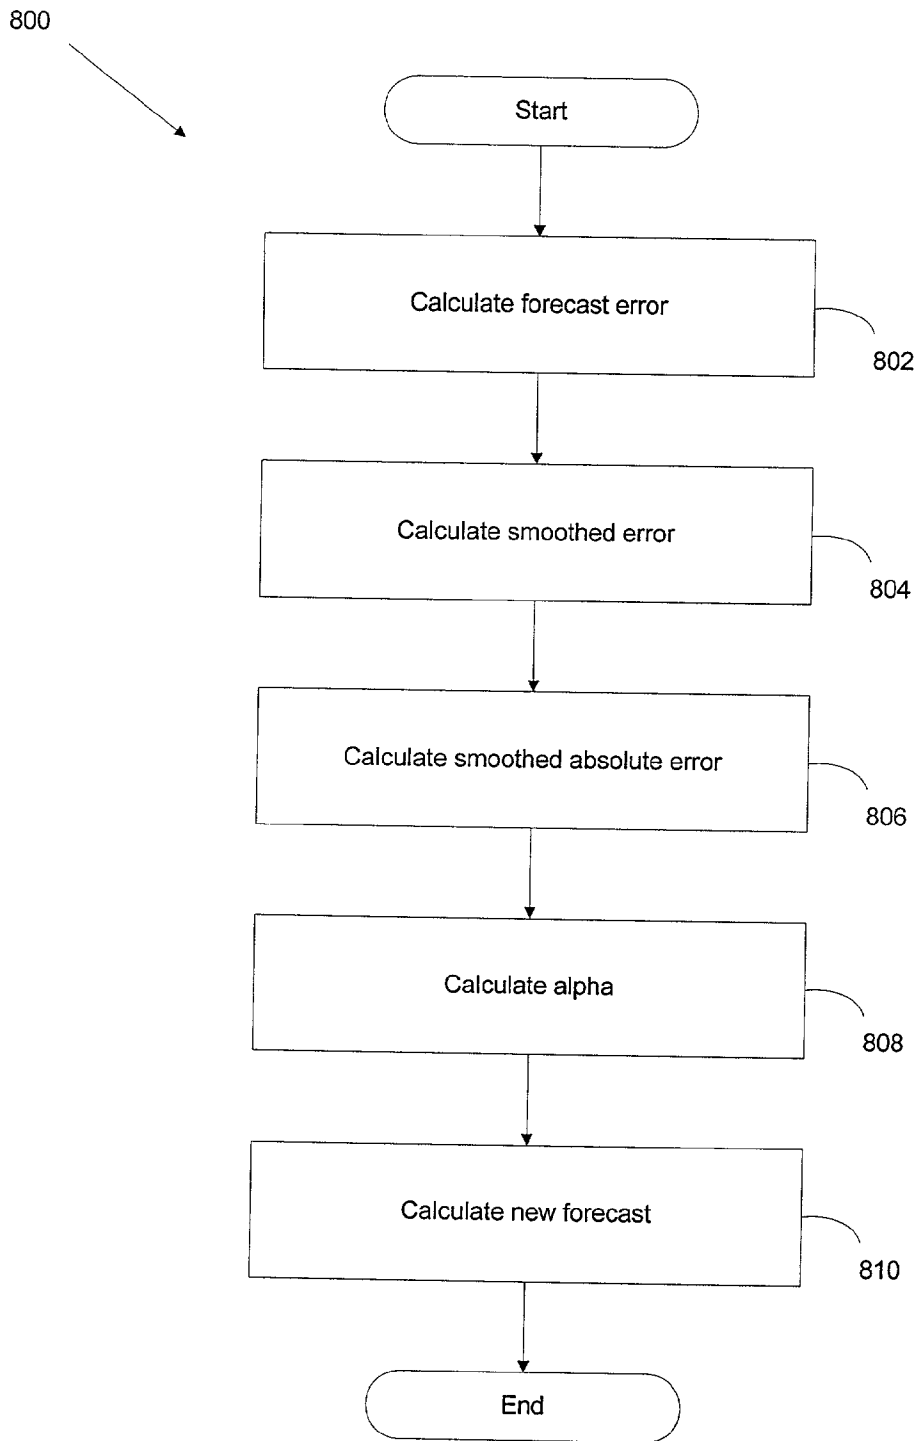 800
Start
Calculate forecast error
802
Calculate smoothed error
804
Calculate smoothed absolute error
806
Calculate alpha
808
Calculate new forecast
810
End